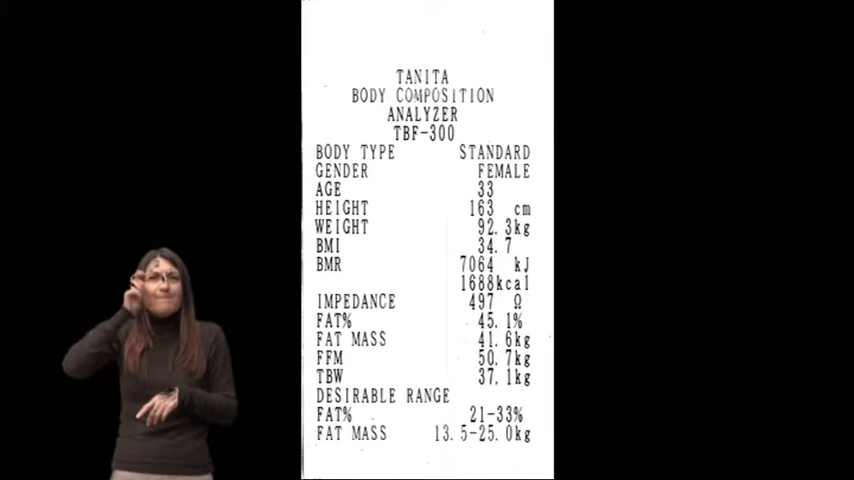 TANITA
BODY COMPOSITION
ANALYZER
TBF-300
BODY TYPE STANDARD
GENDER FEMALE
AGE 33
HEIGHT 163 cm
WEIGHT 92.3kg
BMI 34.7
BMR 7064 kJ
1688kcal
IMPEDANCE 497 Ω
FAT% 45.1%
FAT MASS 41.6kg
FFM 50.7kg
TBW 37.1kg
DESIRABLE RANGE
FAT% 21-33%
FAT MASS 13.5-25.0kg